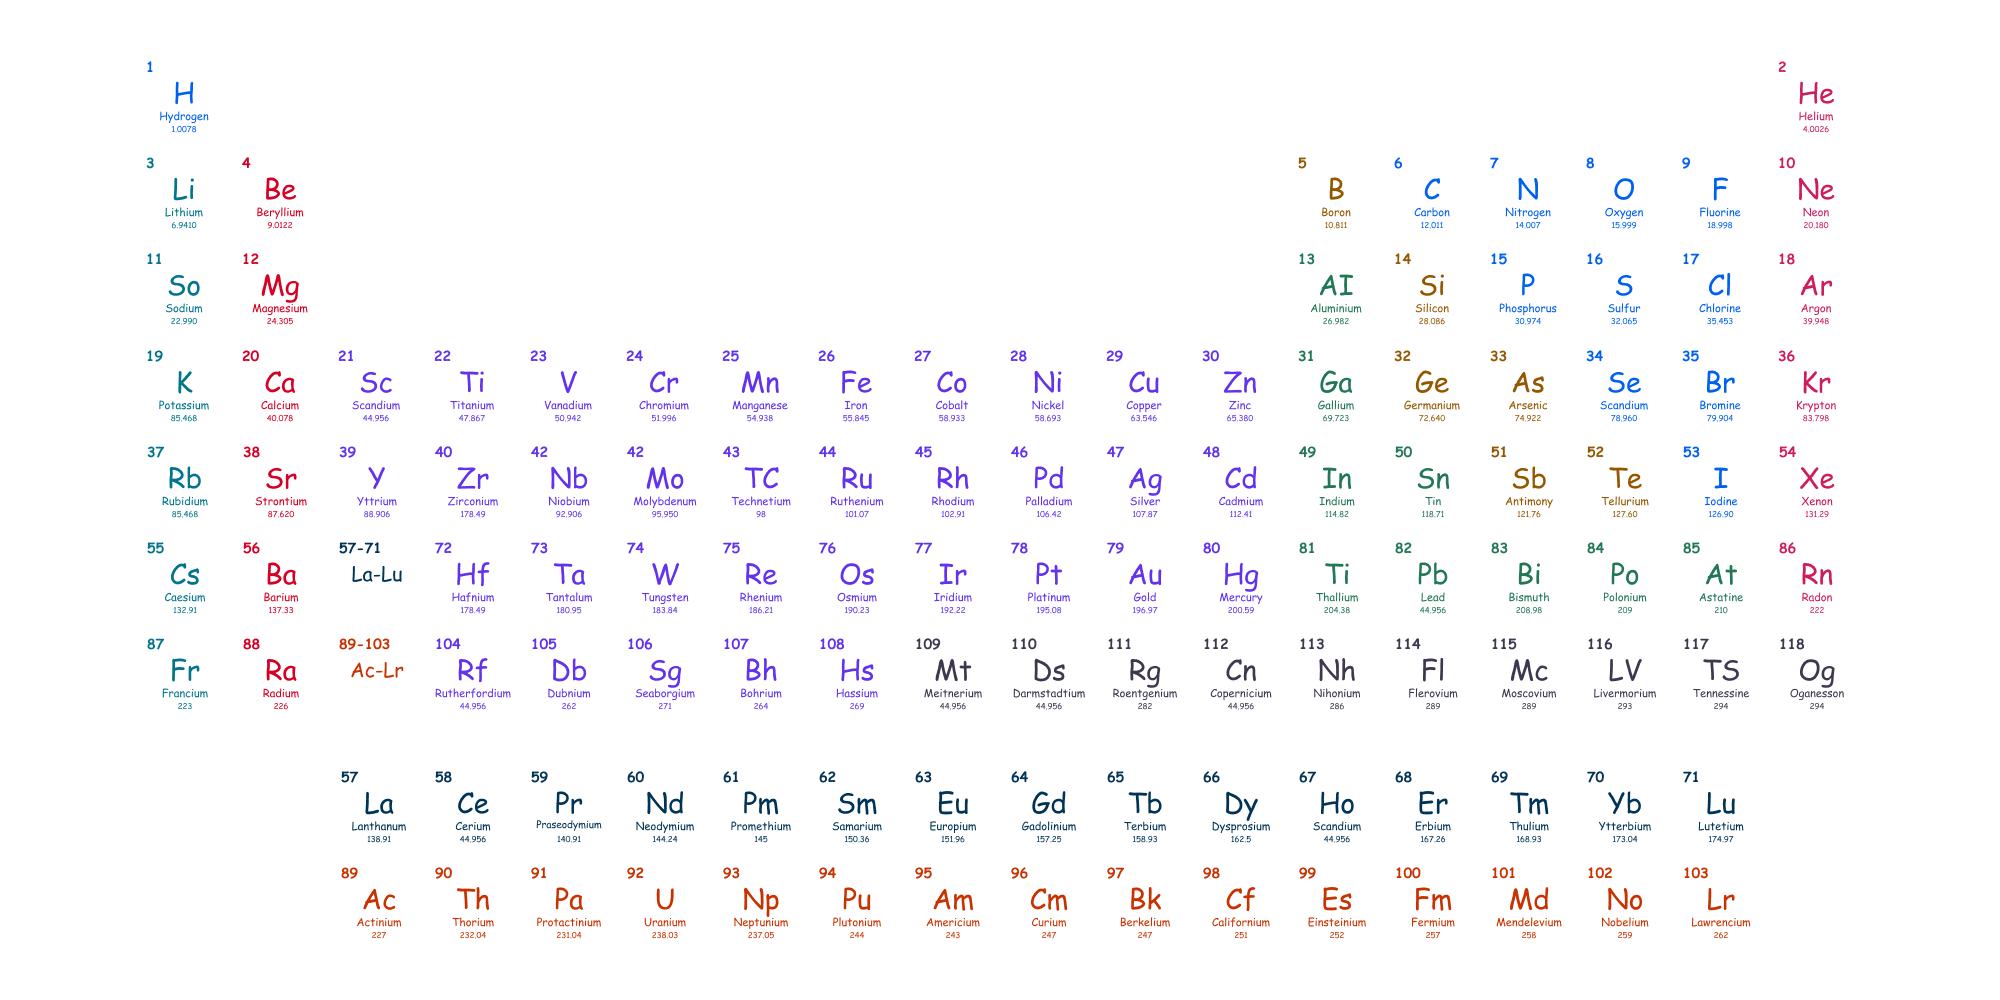 1 2
H He
Hydrogen Helium
1.0078 4.0026
3 4 5 6 7 8 9 10
Li Be B C N O F Ne
Lithium Beryllium Boron Carbon Nitrogen Oxygen Fluorine Neon
6.9410 9.0122 10.811 12.011 14.007 15.999 18.998 20.180
11 12 13 14 15 16 17 18
So Mg AI Si P S Cl Ar
Sodium Magnesium Aluminium Silicon Phosphorus Sulfur Chlorine Argon
22.990 24.305 26.982 28.086 30.974 32.065 35.453 39.948
19 20 21 22 23 24 25 26 27 28 29 30 31 32 33 34 35 36
K Ca Sc Ti V Cr Mn Fe Co Ni Cu Zn Ga Ge As Se Br Kr
Potassium Calcium Scandium Titanium Vanadium Chromium Manganese Iron Cobalt Nickel Copper Zinc Gallium Germanium Arsenic Scandium Bromine Krypton
85.468 40.078 44.956 47.867 50.942 51.996 54.938 55.845 58.933 58.693 63.546 65.380 69.723 72.640 74.922 78.960 79.904 83.798
37 38 39 40 42 42 43 44 45 46 47 48 49 50 51 52 53 54
Rb Sr Y Zr Nb Mo TC Ru Rh Pd Ag Cd In Sn Sb Te I Xe
Rubidium Strontium Yttrium Zirconium Niobium Molybdenum Technetium Ruthenium Rhodium Palladium Silver Cadmium Indium Tin Antimony Tellurium Iodine Xenon
85.468 87.620 88.906 178.49 92.906 95.950 98 101.07 102.91 106.42 107.87 112.41 114.82 118.71 121.76 127.60 126.90 131.29
55 56 57-71 72 73 74 75 76 77 78 79 80 81 82 83 84 85 86
Cs Ba La-Lu Hf Ta W Re Os Ir Pt Au Hg Ti Pb Bi Po At Rn
Caesium Barium Hafnium Tantalum Tungsten Rhenium Osmium Iridium Platinum Gold Mercury Thallium Lead Bismuth Polonium Astatine Radon
132.91 137.33 178.49 180.95 183.84 186.21 190.23 192.22 195.08 196.97 200.59 204.38 44.956 208.98 209 210 222
87 88 89-103 104 105 106 107 108 109 110 111 112 113 114 115 116 117 118
Fr Ra Ac-Lr Rf Db Sg Bh Hs Mt Ds Rg Cn Nh Fl Mc LV TS Og
Francium Radium Rutherfordium Dubnium Seaborgium Bohrium Hassium Meitnerium Darmstadtium Roentgenium Copernicium Nihonium Flerovium Moscovium Livermorium Tennessine Oganesson
223 226 44.956 262 271 264 269 44.956 44.956 282 44.956 286 289 289 293 294 294
57 58 59 60 61 62 63 64 65 66 67 68 69 70 71
La Ce Pr Nd Pm Sm Eu Gd Tb Dy Ho Er Tm Yb Lu
Lanthanum Cerium Praseodymium Neodymium Promethium Samarium Europium Gadolinium Terbium Dysprosium Scandium Erbium Thulium Ytterbium Lutetium
138.91 44.956 140.91 144.24 145 150.36 151.96 157.25 158.93 162.5 44.956 167.26 168.93 173.04 174.97
89 90 91 92 93 94 95 96 97 98 99 100 101 102 103
Ac Th Pa U Np Pu Am Cm Bk Cf Es Fm Md No Lr
Actinium Thorium Protactinium Uranium Neptunium Plutonium Americium Curium Berkelium Californium Einsteinium Fermium Mendelevium Nobelium Lawrencium
227 232.04 231.04 238.03 237.05 244 243 247 247 251 252 257 258 259 262